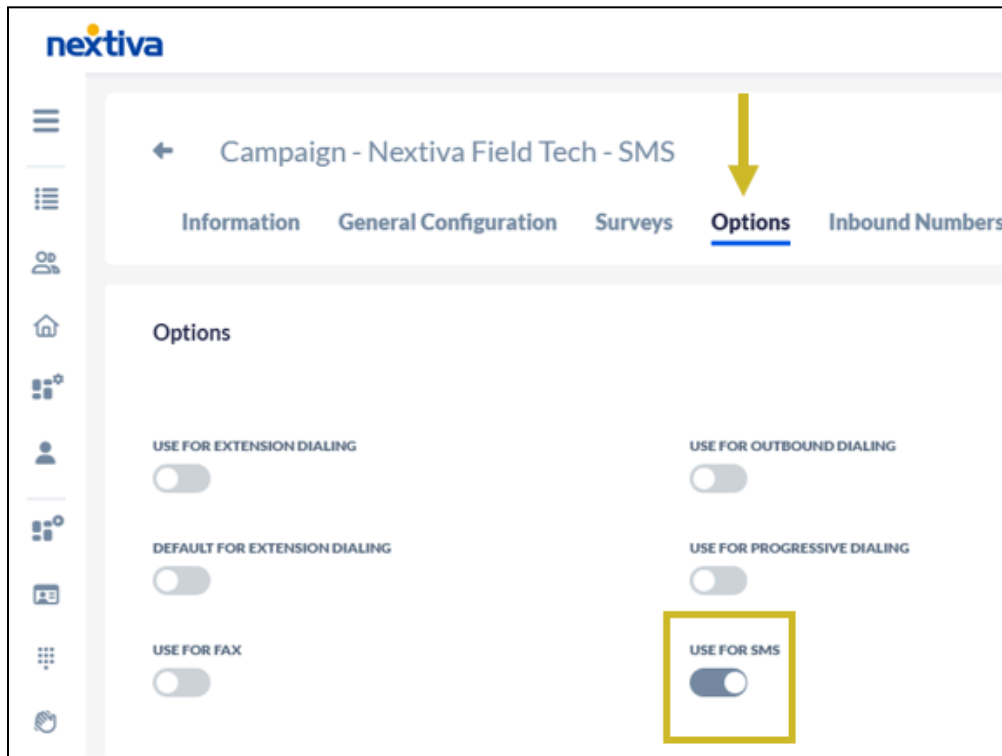 nextiva
Campaign - Nextiva Field Tech - SMS
Information General Configuration Surveys Options Inbound Numbers
Options
USE FOR EXTENSION DIALING USE FOR OUTBOUND DIALING
DEFAULT FOR EXTENSION DIALING USE FOR PROGRESSIVE DIALING
USE FOR FAX USE FOR SMS